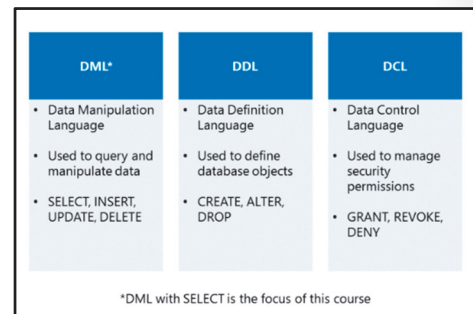 DML*
• Data Manipulation
Language
• Used to query and
manipulate data
• SELECT, INSERT,
UPDATE, DELETE
DDL
• Data Definition
Language
• Used to define
database objects
• CREATE, ALTER,
DROP
DCL
• Data Control
Language
• Used to manage
security
permissions
• GRANT, REVOKE,
DENY
*DML with SELECT is the focus of this course